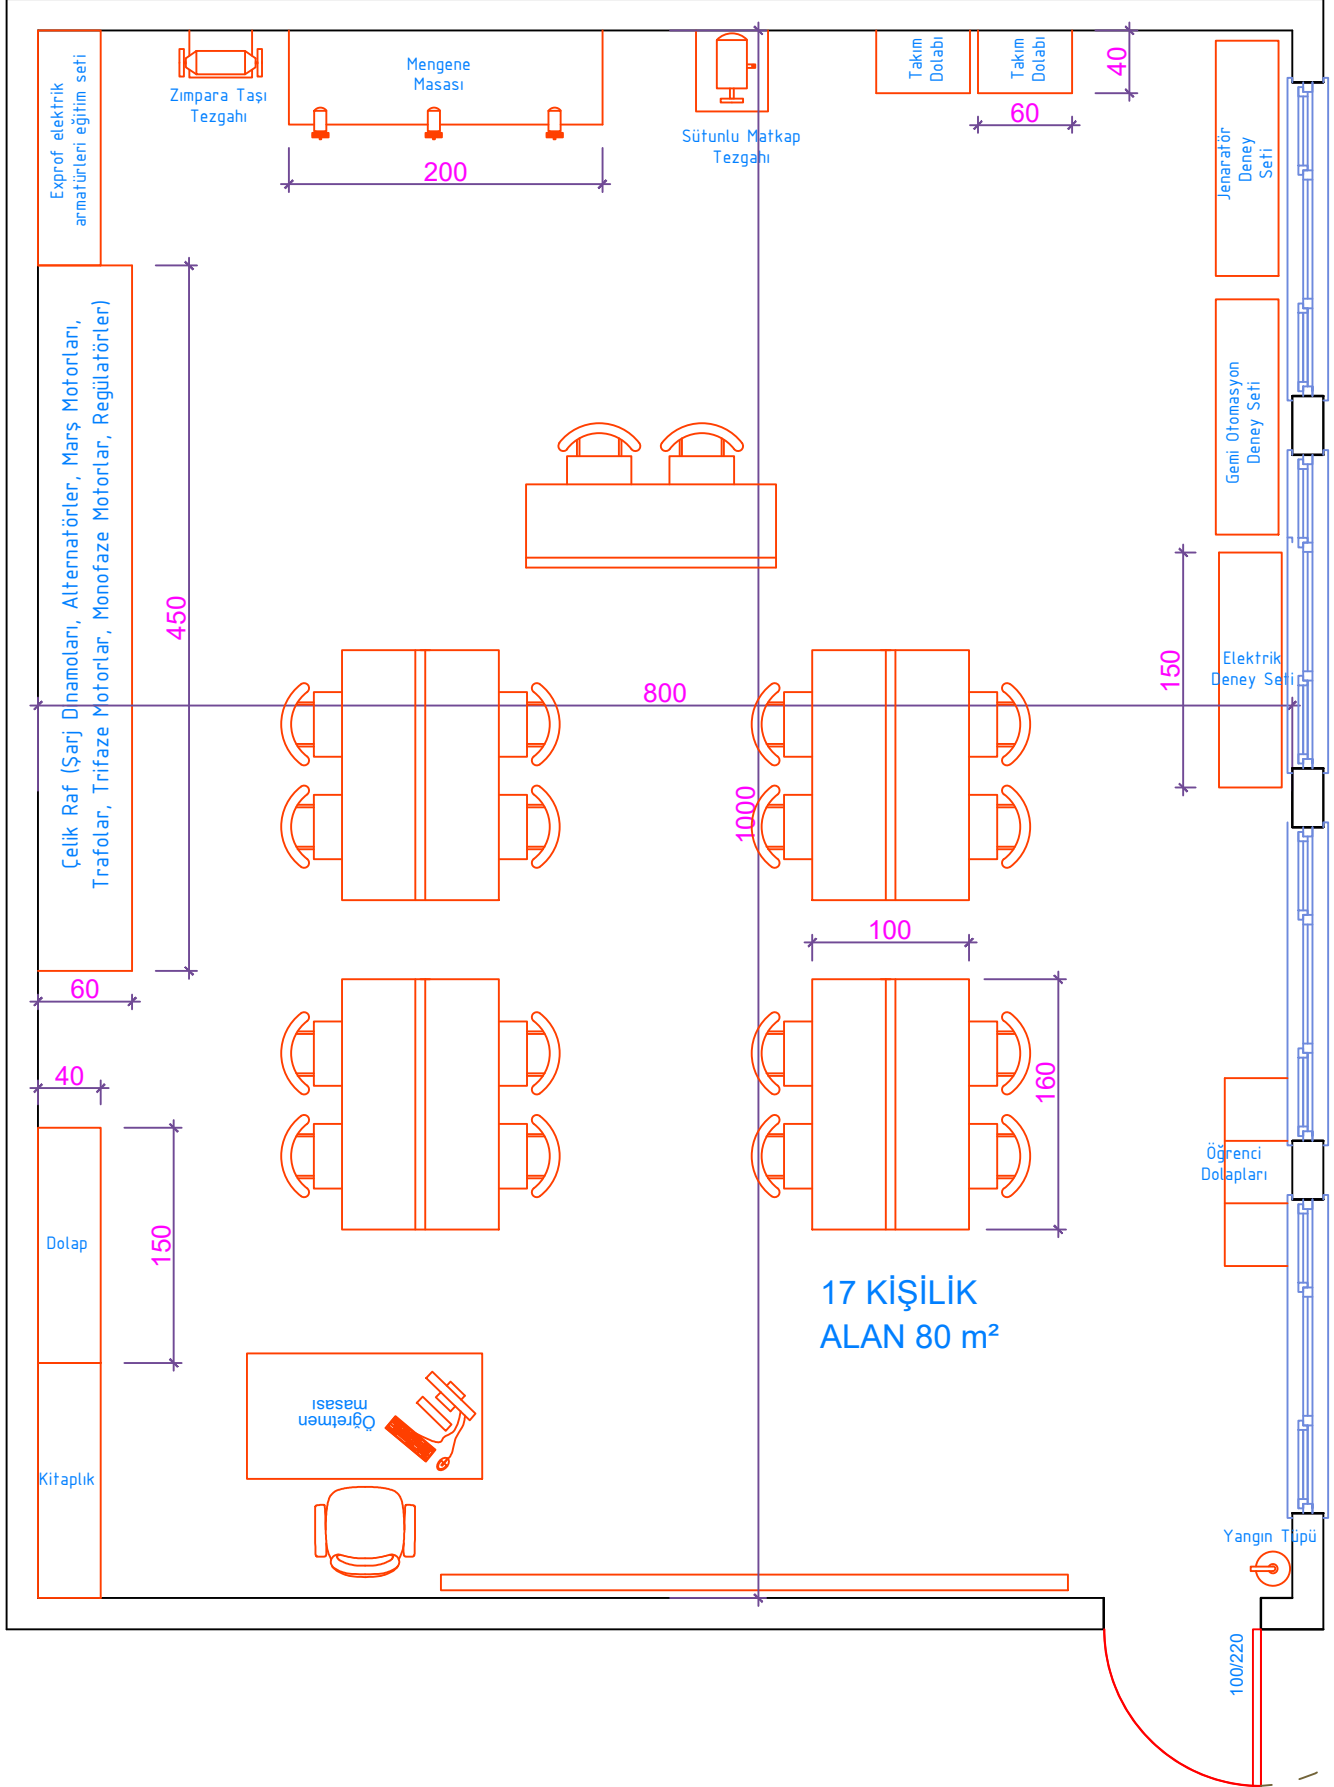 Exprof elektrik
armatürleri eğitim seti
Zımpara Taşı
Tezgahı
Mengene
Masası
200
Sütunlu Matkap
Tezgahı
Takım
Dolabı
Takım
Dolabı
40
60
Jenaratör
Deney
Seti
Gemi Otomasyon
Deney Seti
Çelik Raf (Şarj Dinamoları, Alternatörler, Marş Motorları,
Trafolar, Trifaze Motorlar, Monofaze Motorlar, Regülatörler)
450
Elektrik
Deney Seti
150
800
1000
100
60
40
160
Öğrenci
Dolapları
Dolap
150
17 KİŞİLİK
ALAN 80 m²
Öğretmen
masası
Kitaplık
Yangın Tüpü
100/220